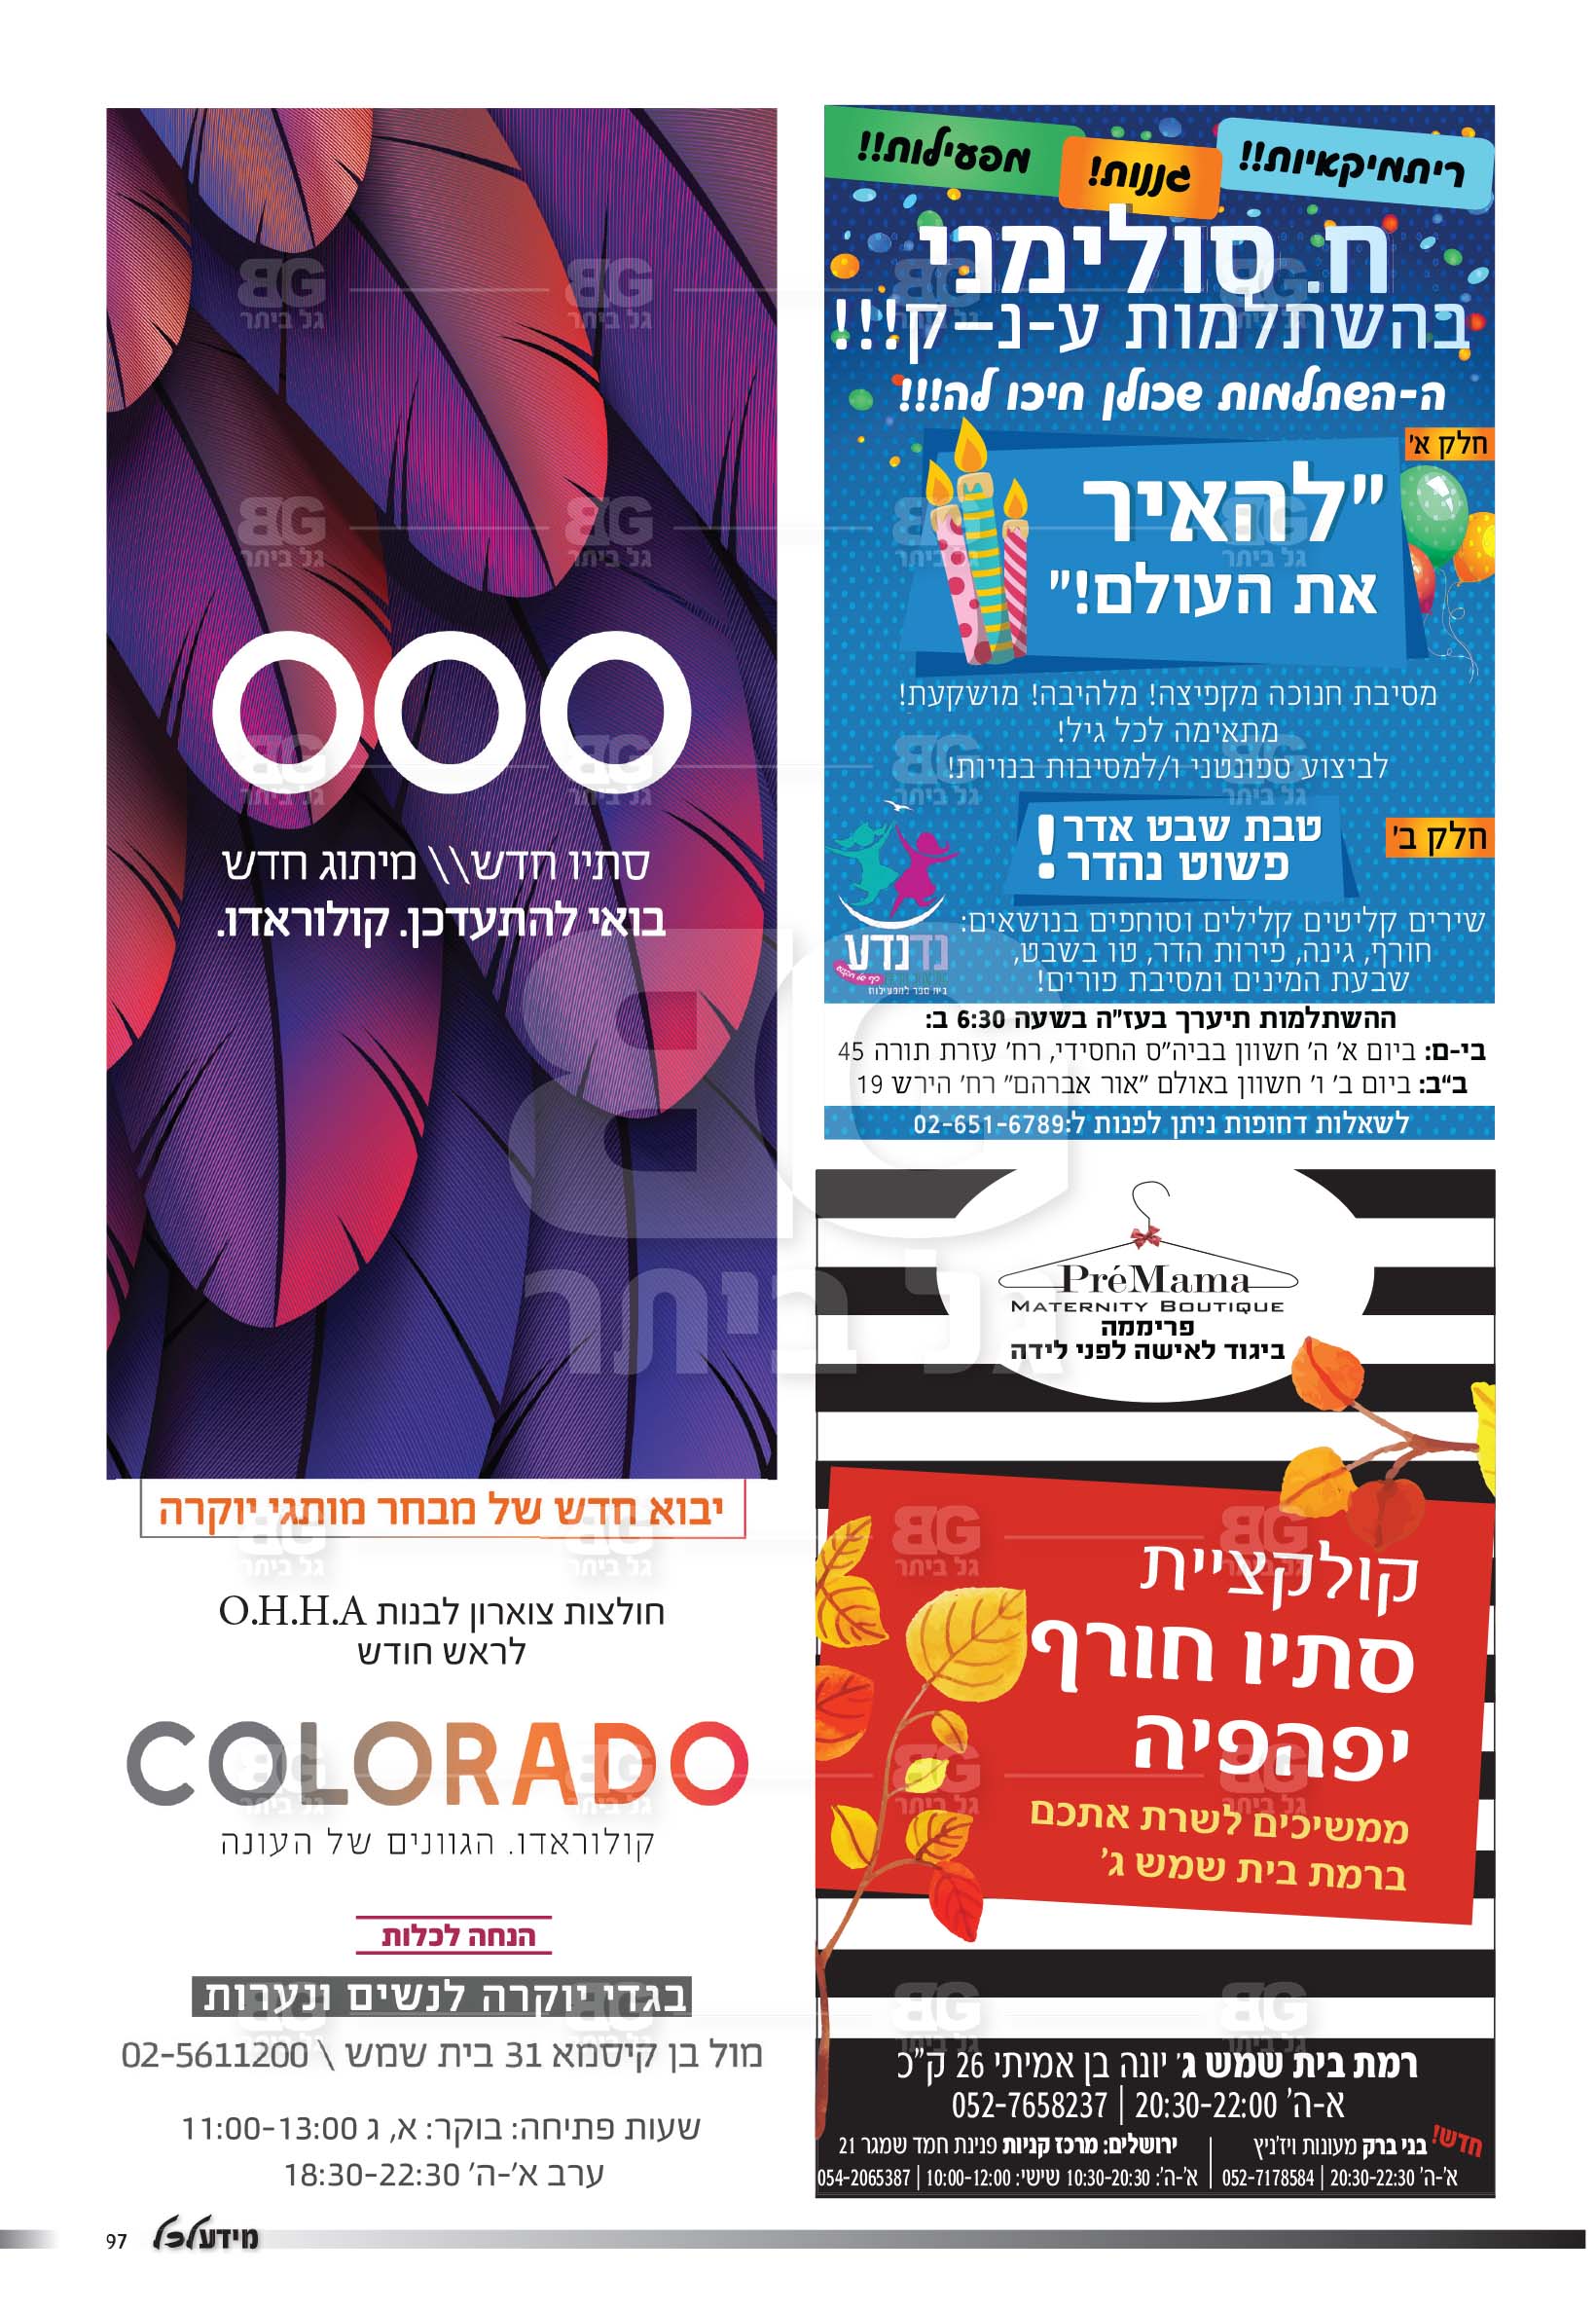 ריתמיקאיות!!
גננות!
מפעילות!!
ח. סולימני
בהשתלמות ע-נ-ק!!!
ה-השתלמות שכולן חיכו לה!!!
חלק א'
"להאיר
את העולם!"
מסיבת חנוכה מקפיצה! מלהיבה! מושקעת!
מתאימה לכל גיל!
לביצוע ספונטני ו/למסיבות בנויות!
חלק ב'
טבת שבט אדר
פשוט נהדר!
שירים קליטים קלילים וסוחפים בנושאים:
חורף, גינה, פירות הדר, טו בשבט,
שבעת המינים ומסיבת פורים!
נדנדע
בית ספר למפעילות
ההשתלמות תיערך בעז"ה בשעה 6:30 ב:
בי-ם: ביום א' ה' חשוון בביה"ס החסידי, רח' עזרת תורה 45
ב"ב: ביום ב' ו' חשוון באולם "אור אברהם" רח' הירש 19
לשאלות דחופות ניתן לפנות ל:02-651-6789
PréMama
MATERNITY BOUTIQUE
פריממה
ביגוד לאישה לפני לידה
קולקציית
סתיו חורף
יפהפיה
ממשיכים לשרת אתכם
ברמת בית שמש ג'
רמת בית שמש ג' יונה בן אמיתי 26 ק"כ
א-ה' 20:30-22:00 | 052-7658237
חדש!
בני ברק מעונות ויז'ניץ
א'-ה' 20:30-22:30 | 052-7178584
ירושלים: מרכז קניות פנינת חמד שמגר 21
א'-ה': 10:30-20:30 שישי: 10:00-12:00 | 054-2065387
סתיו חדש\\ מיתוג חדש
בואי להתעדכן. קולוראדו.
יבוא חדש של מבחר מותגי יוקרה
חולצות צוארון לבנות O.H.H.A
לראש חודש
COLORADO
קולוראדו. הגוונים של העונה
הנחה לכלות
בגדי יוקרה לנשים ונערות
מול בן קיסמא 31 בית שמש \ 02-5611200
שעות פתיחה: בוקר: א, ג 11:00-13:00
ערב א'-ה' 18:30-22:30
BG
גל ביתר
מידע לכל
97